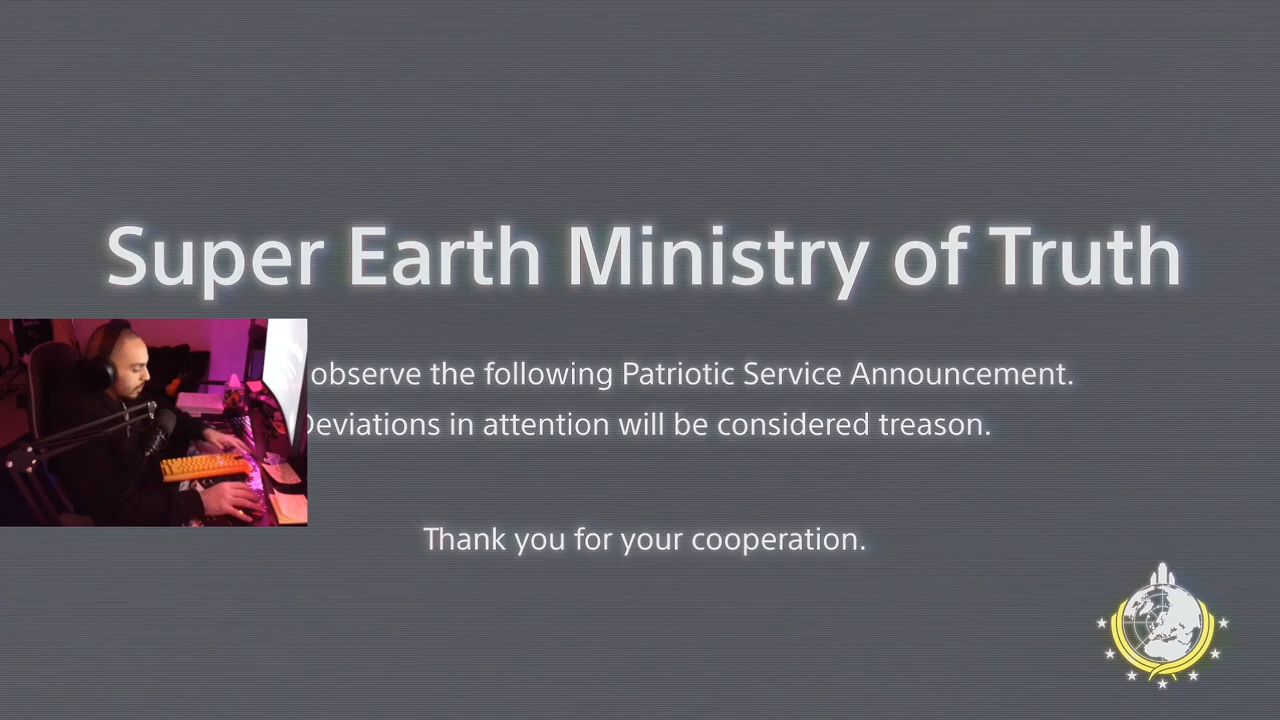 Super Earth Ministry of Truth
observe the following Patriotic Service Announcement.
Deviations in attention will be considered treason.
Thank you for your cooperation.